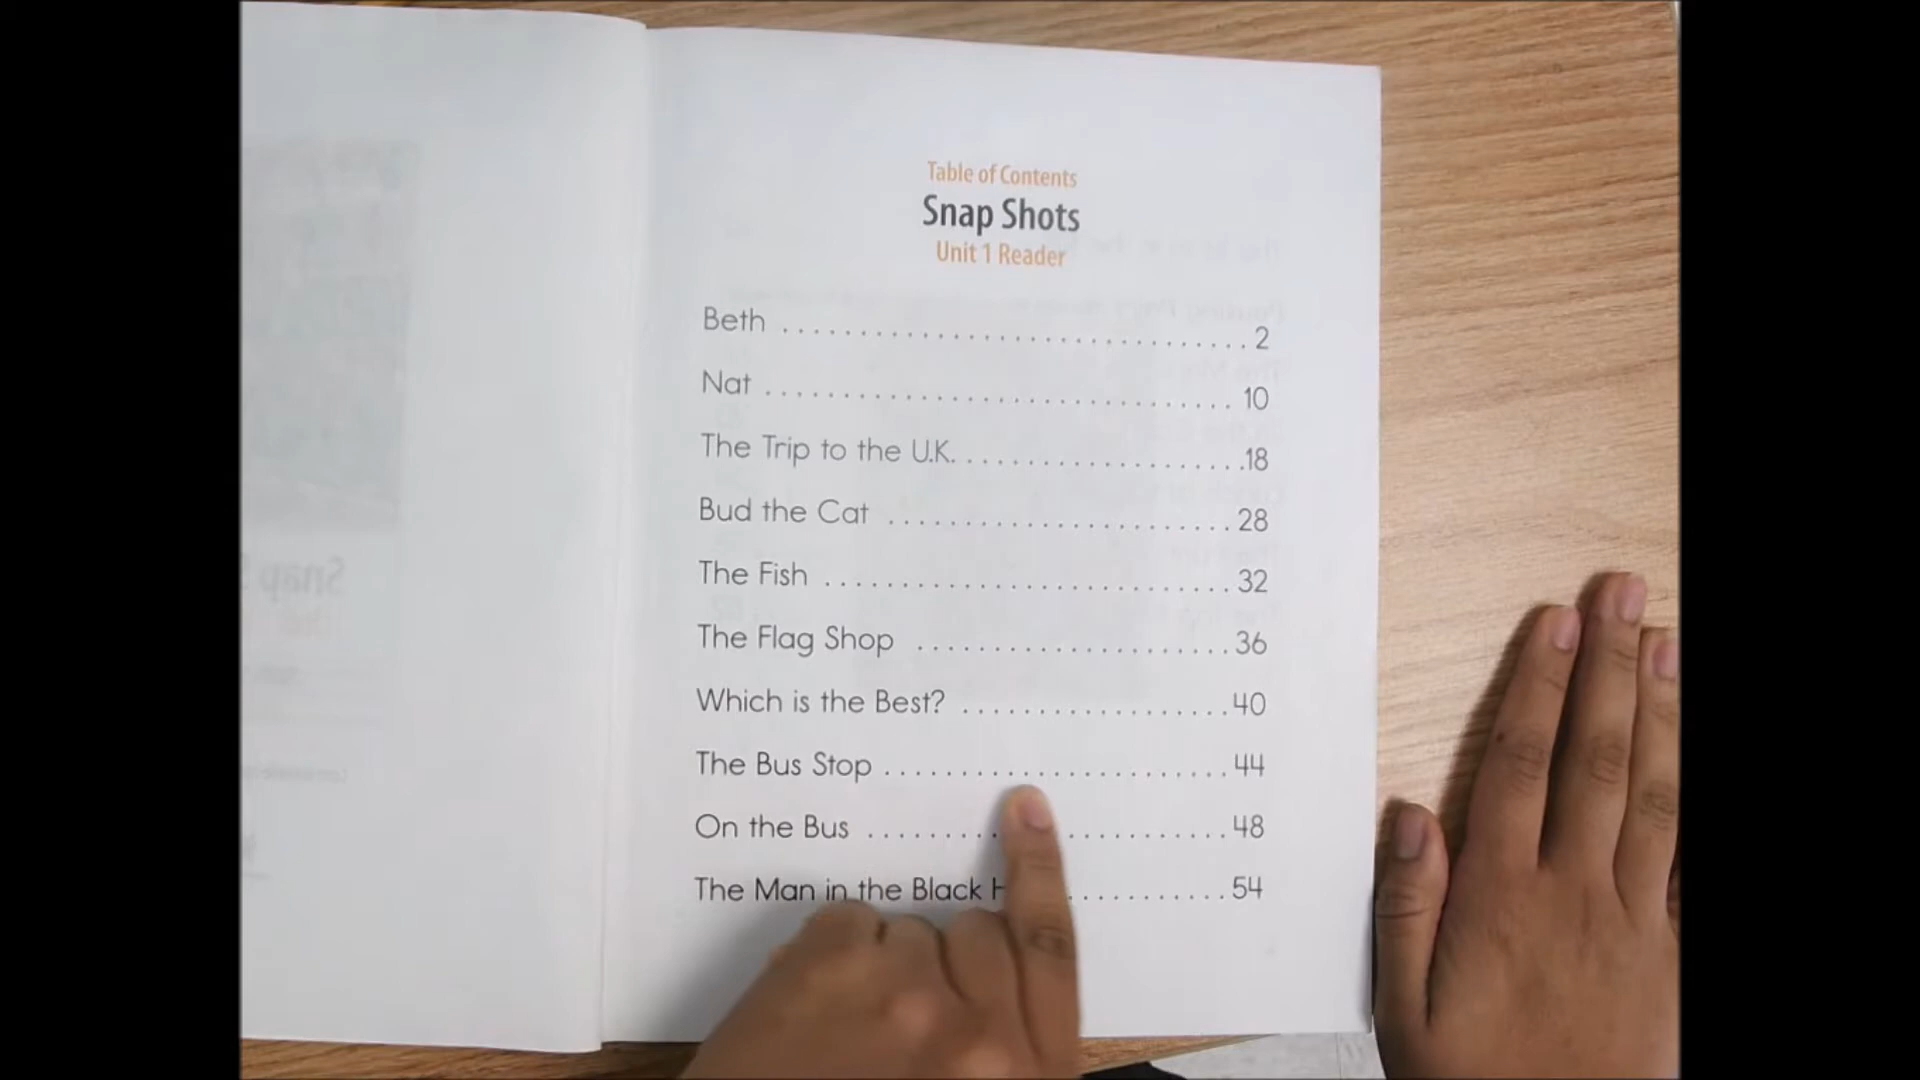 Table of Contents
Snap Shots
Unit 1 Reader
Beth 2
Nat 10
The Trip to the U.K. 18
Bud the Cat 28
The Fish 32
The Flag Shop 36
Which is the Best? 40
The Bus Stop 44
On the Bus 48
The Man in the Black 54